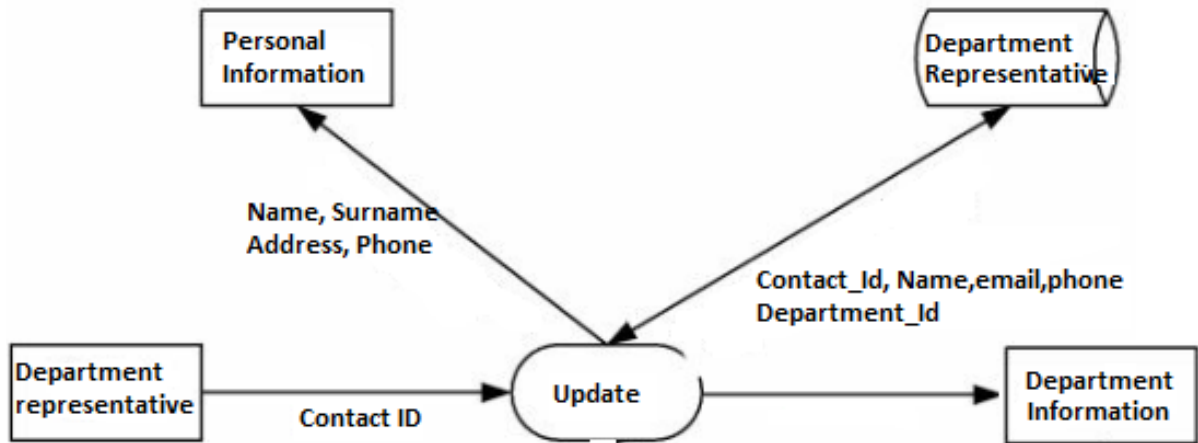 Personal
Information
Department
Representative
Name, Surname
Address, Phone
Contact_Id, Name,email,phone
Department_Id
Department
representative
Contact ID
Update
Department
Information